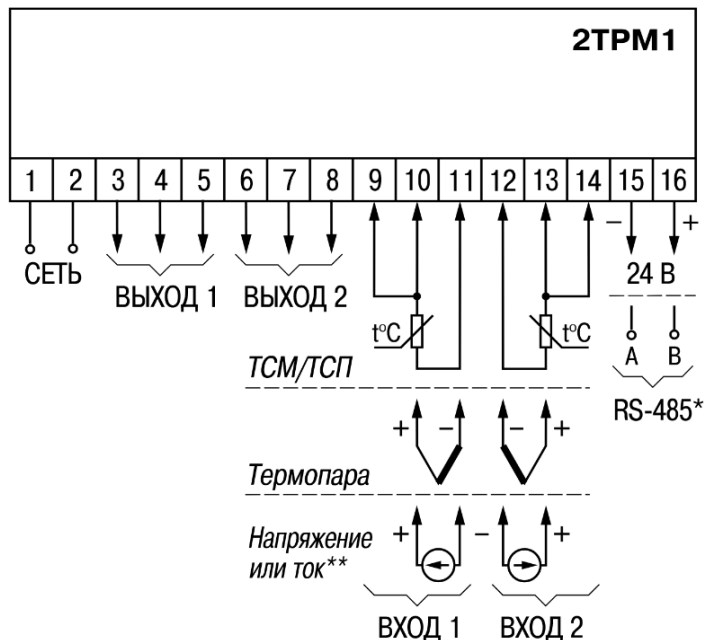 2ТРМ1
1 2 3 4 5 6 7 8 9 10 11 12 13 14 15 16
− +
СЕТЬ
ВЫХОД 1 ВЫХОД 2
24 В
t°C t°C
A B
ТСМ/ТСП
RS-485*
+ − − +
Термопара
+ − +
Напряжение
или ток**
ВХОД 1 ВХОД 2